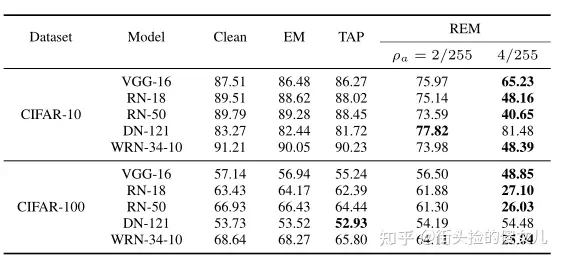 Dataset Model Clean EM TAP REM
ρₐ = 2/255 4/255
CIFAR-10
VGG-16 87.51 86.48 86.27 75.97 65.23
RN-18 89.51 88.62 88.02 75.14 48.16
RN-50 89.79 89.28 88.45 73.59 40.65
DN-121 83.27 82.44 81.72 77.82 81.48
WRN-34-10 91.21 90.05 90.23 73.98 48.39
CIFAR-100
VGG-16 57.14 56.94 55.24 56.50 48.85
RN-18 63.43 64.17 62.39 61.88 27.10
RN-50 66.93 66.43 64.44 61.30 26.03
DN-121 53.73 53.52 52.93 54.19 54.48
WRN-34-10 68.64 68.27 65.80
知乎